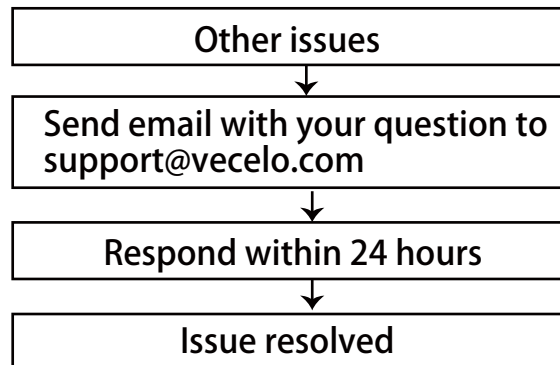 Other issues
Send email with your question to
support@vecelo.com
Respond within 24 hours
Issue resolved